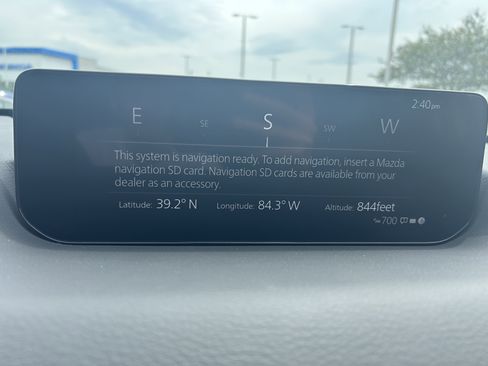 2:40pm
E SE S SW W
This system is navigation ready. To add navigation, insert a Mazda
navigation SD card. Navigation SD cards are available from your
dealer as an accessory.
Latitude: 39.2° N Longitude: 84.3° W Altitude: 844feet
700